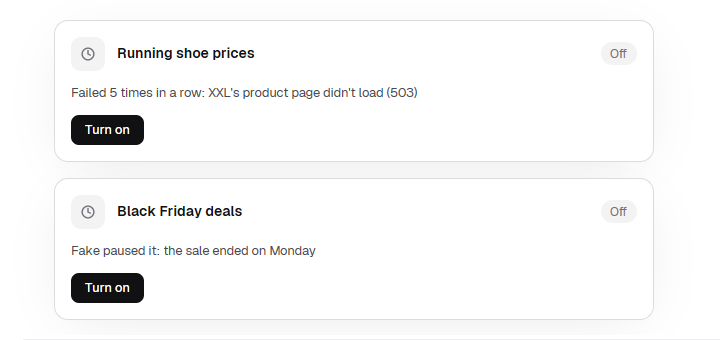 Running shoe prices
Off
Failed 5 times in a row: XXL's product page didn't load (503)
Turn on
Black Friday deals
Off
Fake paused it: the sale ended on Monday
Turn on